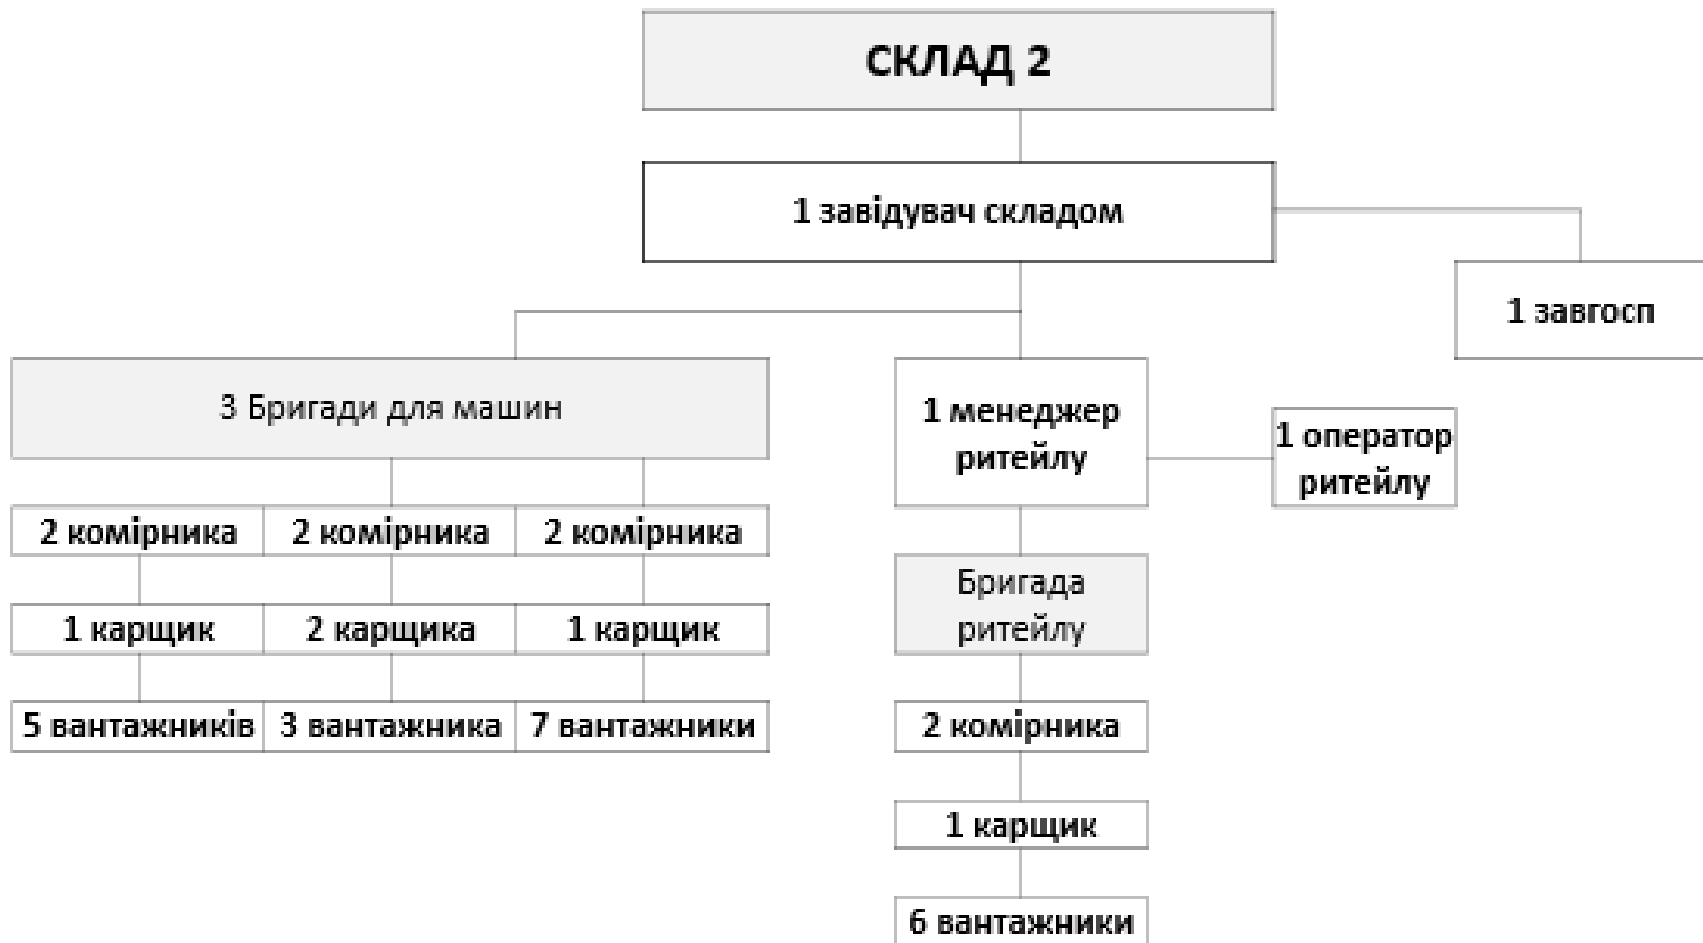 СКЛАД 2
1 завідувач складом
1 завгосп
3 Бригади для машин
1 менеджер
ритейлу
1 оператор
ритейлу
2 комірника
2 комірника
2 комірника
1 карщик
2 карщика
1 карщик
5 вантажників
3 вантажника
7 вантажники
Бригада
ритейлу
2 комірника
1 карщик
6 вантажники